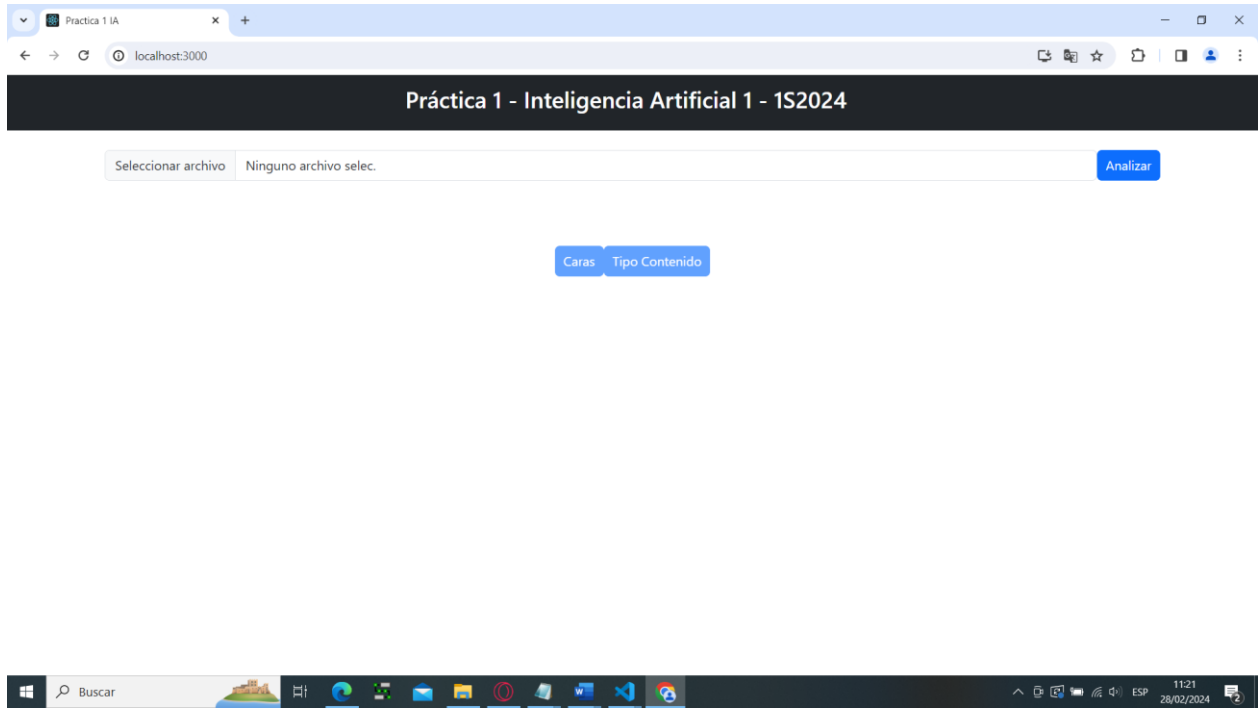 Practica 1 IA
localhost:3000
Práctica 1 - Inteligencia Artificial 1 - 1S2024
Seleccionar archivo Ninguno archivo selec. Analizar
Caras Tipo Contenido
Buscar
ESP
11:21
28/02/2024
2